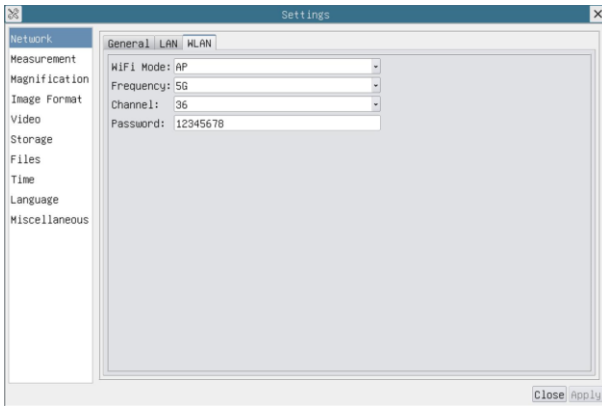 Settings
Network
Measurement
Magnification
Image Format
Video
Storage
Files
Time
Language
Miscellaneous
General LAN WLAN
WiFi Mode: AP
Frequency: 5G
Channel: 36
Password: 12345678
Close Apply